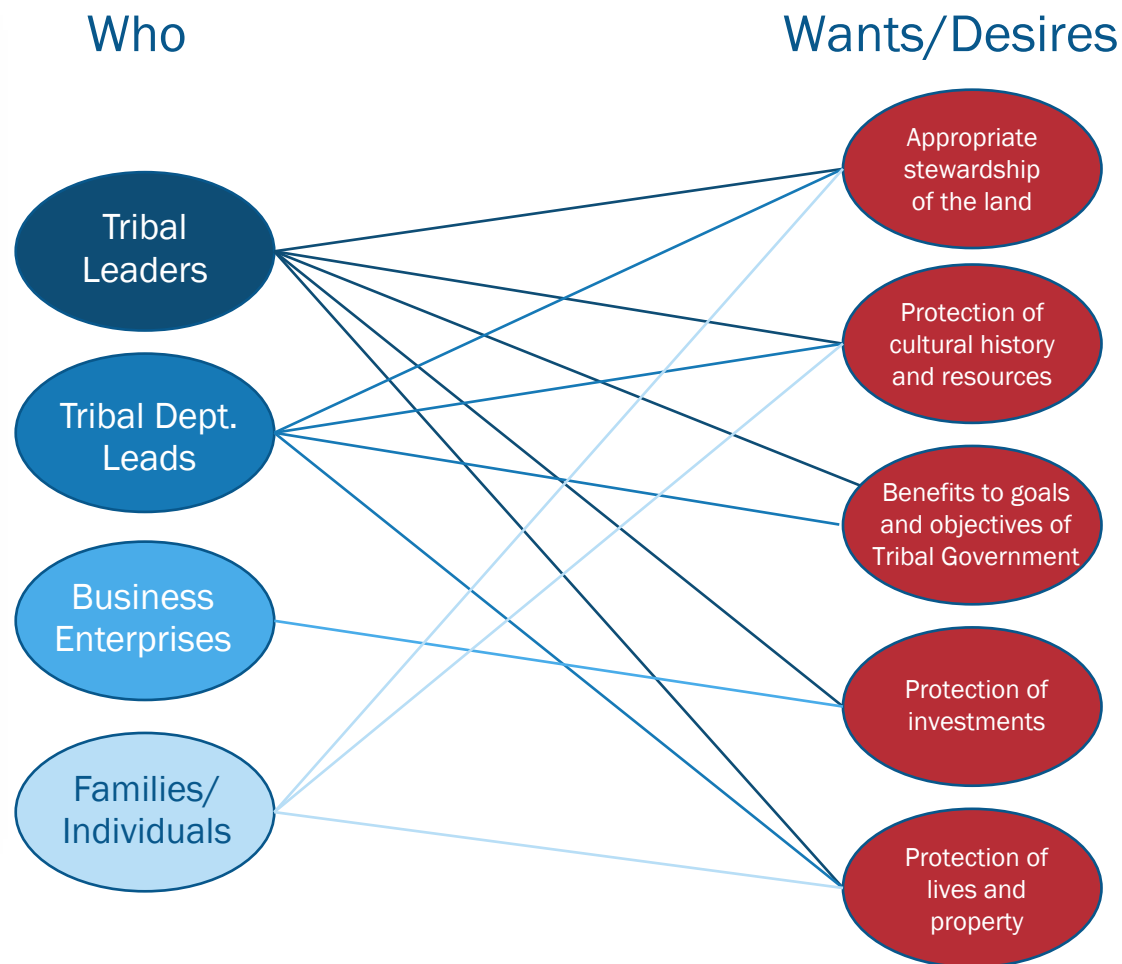 Who
Wants/Desires
Tribal
Leaders
Tribal Dept.
Leads
Business
Enterprises
Families/
Individuals
Appropriate
stewardship
of the land
Protection of
cultural history
and resources
Benefits to goals
and objectives of
Tribal Government
Protection of
investments
Protection of
lives and
property